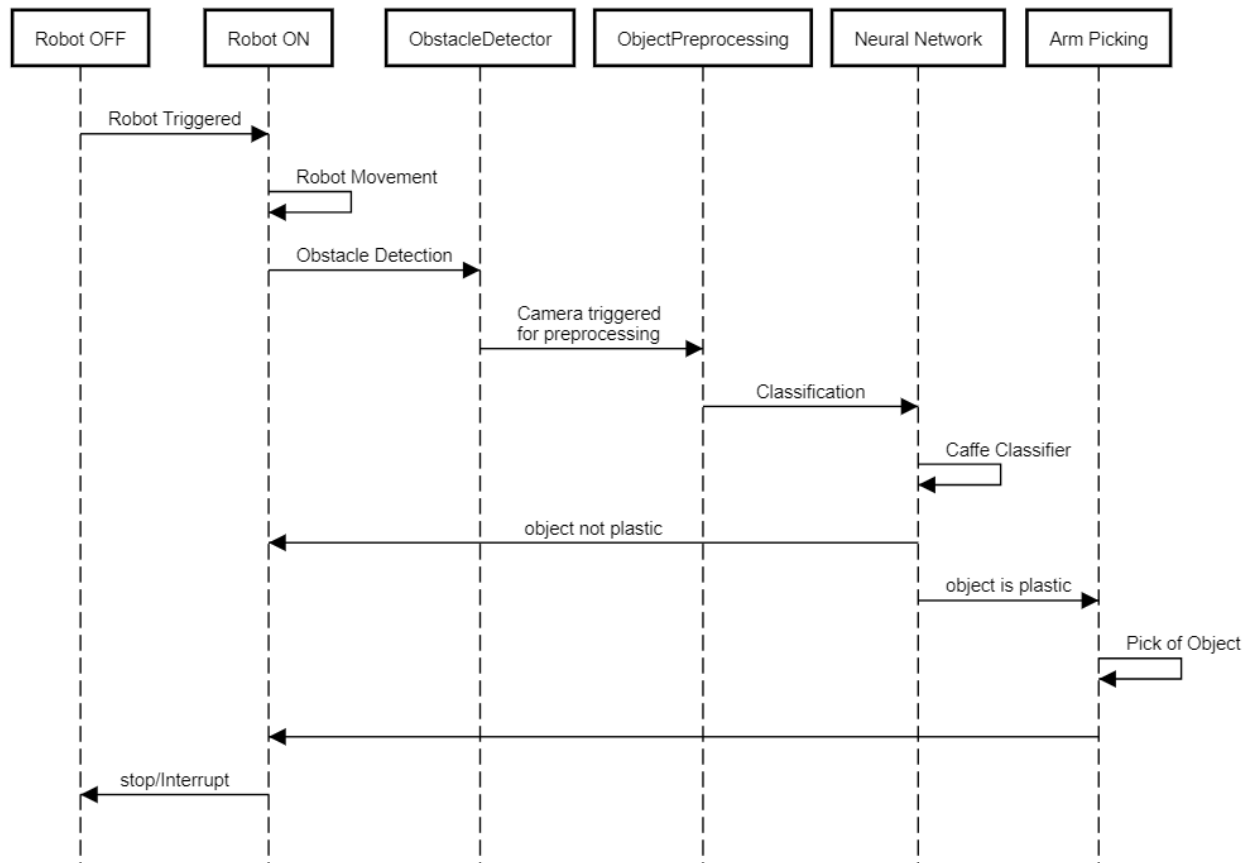 Robot OFF
Robot ON
ObstacleDetector
ObjectPreprocessing
Neural Network
Arm Picking
Robot Triggered
Robot Movement
Obstacle Detection
Camera triggered
for preprocessing
Classification
Caffe Classifier
object not plastic
object is plastic
Pick of Object
stop/Interrupt